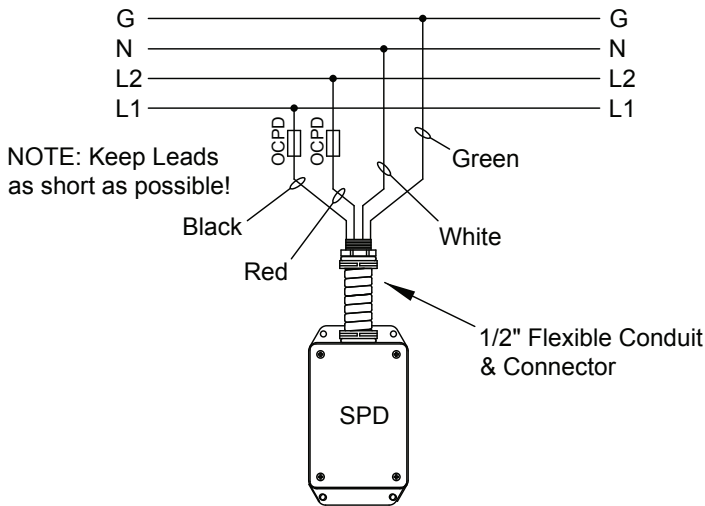 G G
N N
L2 L2
L1 L1
OCPD
OCPD
NOTE: Keep Leads
as short as possible!
Green
Black
White
Red
1/2" Flexible Conduit
& Connector
SPD